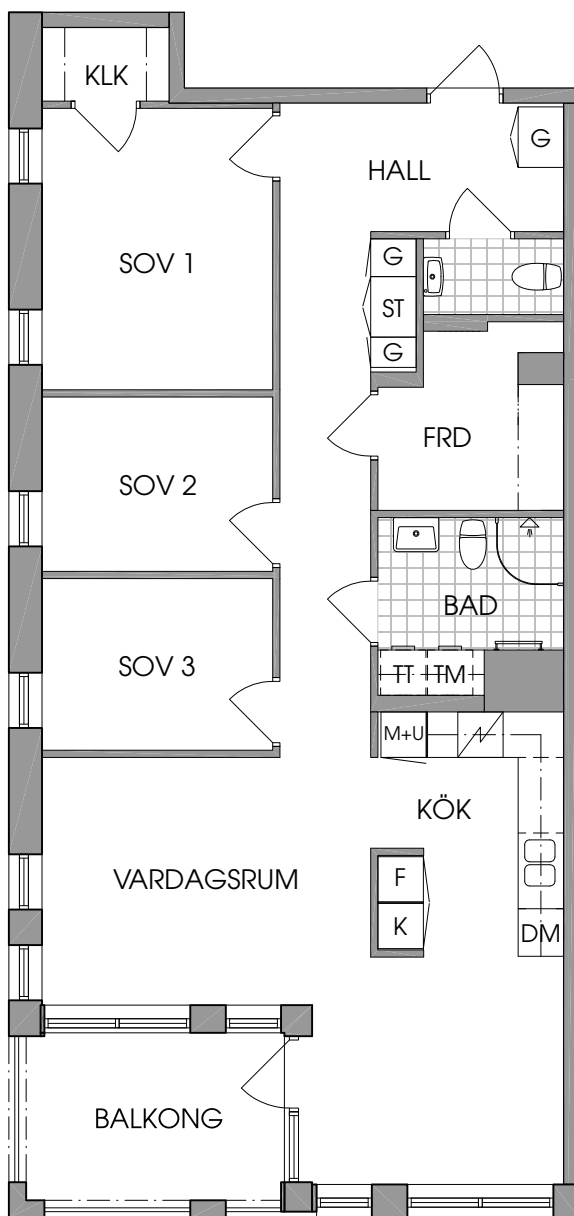 KLK
G
HALL
SOV 1
G
ST
G
FRD
SOV 2
BAD
SOV 3
TT TM
M+U
KÖK
VARDAGSRUM
F
K
DM
BALKONG